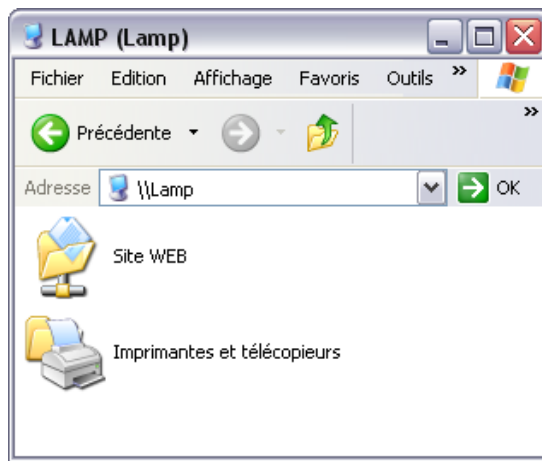 LAMP (Lamp)
Fichier Edition Affichage Favoris Outils »
Précédente »
Adresse \\Lamp OK
Site WEB
Imprimantes et télécopieurs